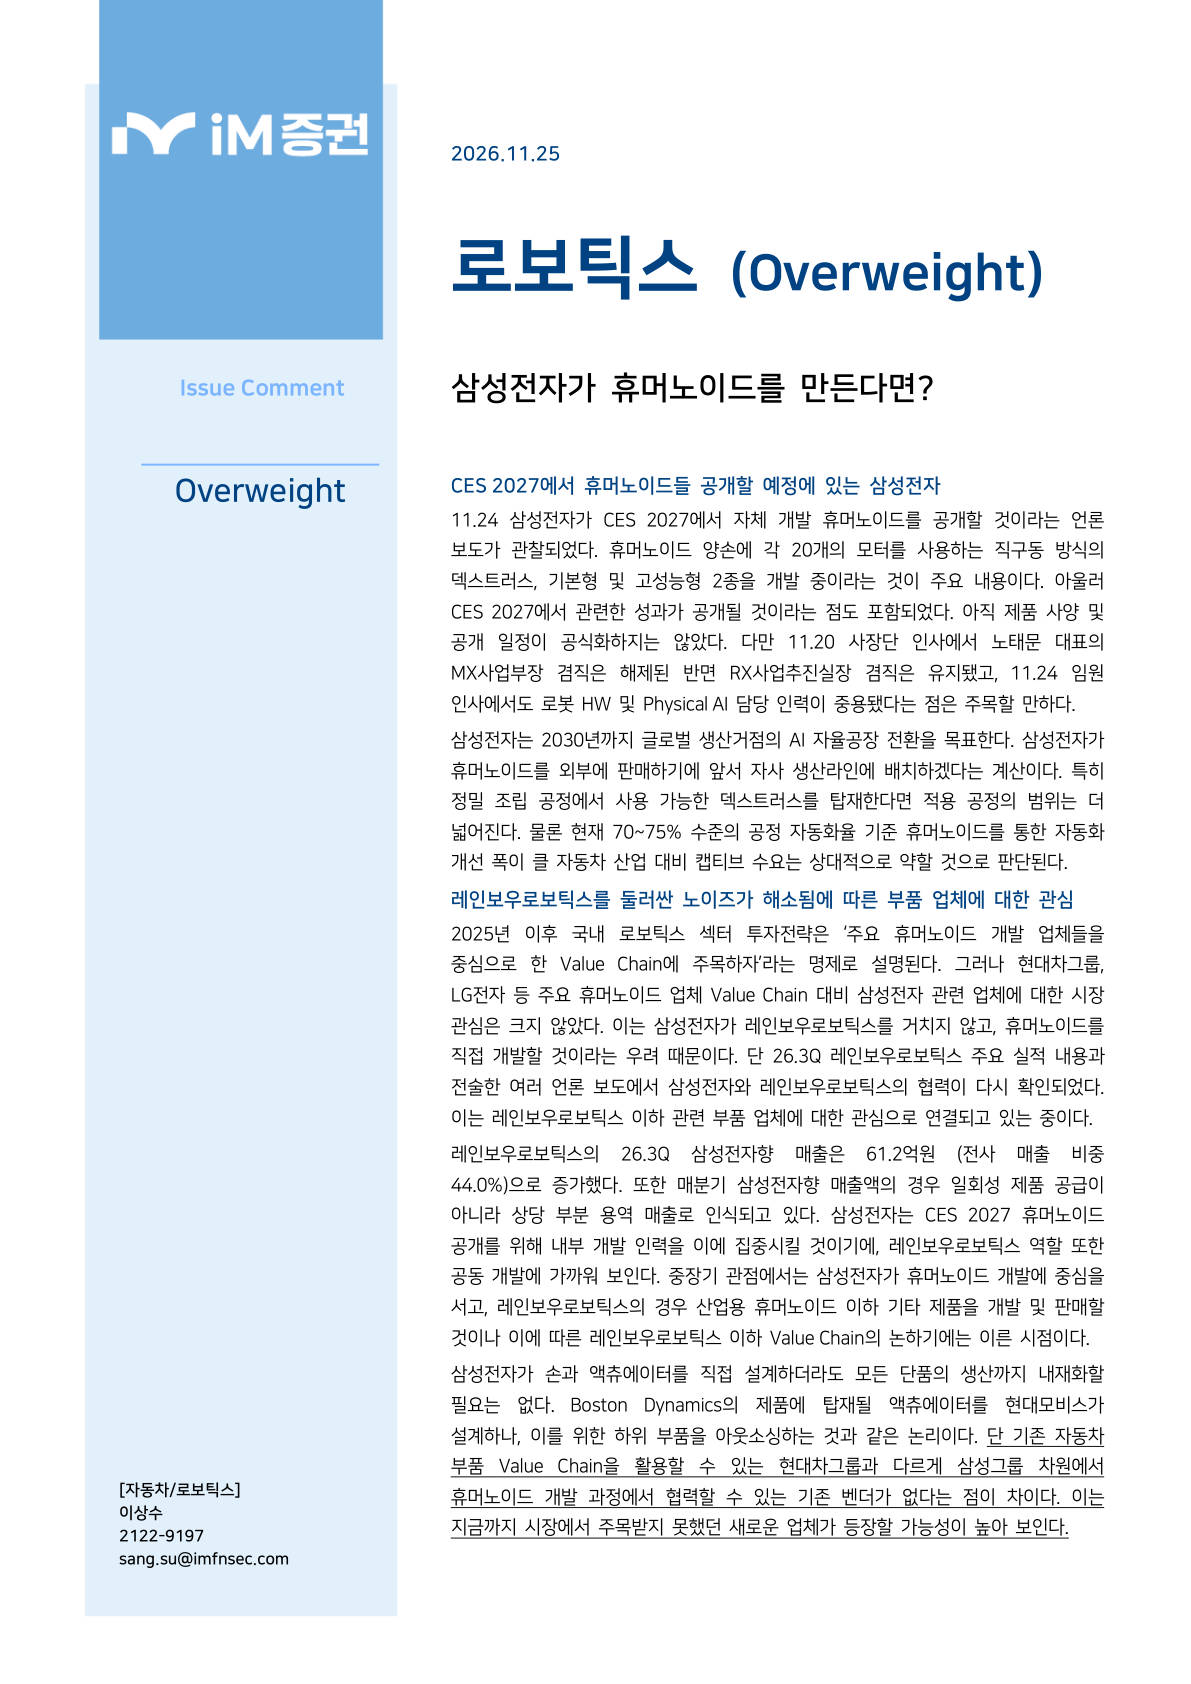 iM증권
2026.11.25
로보틱스 (Overweight)
Issue Comment
Overweight
삼성전자가 휴머노이드를 만든다면?
CES 2027에서 휴머노이드들 공개할 예정에 있는 삼성전자
11.24 삼성전자가 CES 2027에서 자체 개발 휴머노이드를 공개할 것이라는 언론
보도가 관찰되었다. 휴머노이드 양손에 각 20개의 모터를 사용하는 직구동 방식의
덱스트러스, 기본형 및 고성능형 2종을 개발 중이라는 것이 주요 내용이다. 아울러
CES 2027에서 관련한 성과가 공개될 것이라는 점도 포함되었다. 아직 제품 사양 및
공개 일정이 공식화하지는 않았다. 다만 11.20 사장단 인사에서 노태문 대표의
MX사업부장 겸직은 해제된 반면 RX사업추진실장 겸직은 유지됐고, 11.24 임원
인사에서도 로봇 HW 및 Physical AI 담당 인력이 중용됐다는 점은 주목할 만하다.
삼성전자는 2030년까지 글로벌 생산거점의 AI 자율공장 전환을 목표한다. 삼성전자가
휴머노이드를 외부에 판매하기에 앞서 자사 생산라인에 배치하겠다는 계산이다. 특히
정밀 조립 공정에서 사용 가능한 덱스트러스를 탑재한다면 적용 공정의 범위는 더
넓어진다. 물론 현재 70~75% 수준의 공정 자동화율 기준 휴머노이드를 통한 자동화
개선 폭이 클 자동차 산업 대비 캡티브 수요는 상대적으로 약할 것으로 판단된다.
레인보우로보틱스를 둘러싼 노이즈가 해소됨에 따른 부품 업체에 대한 관심
2025년 이후 국내 로보틱스 섹터 투자전략은 ‘주요 휴머노이드 개발 업체들을
중심으로 한 Value Chain에 주목하자’라는 명제로 설명된다. 그러나 현대차그룹,
LG전자 등 주요 휴머노이드 업체 Value Chain 대비 삼성전자 관련 업체에 대한 시장
관심은 크지 않았다. 이는 삼성전자가 레인보우로보틱스를 거치지 않고, 휴머노이드를
직접 개발할 것이라는 우려 때문이다. 단 26.3Q 레인보우로보틱스 주요 실적 내용과
전술한 여러 언론 보도에서 삼성전자와 레인보우로보틱스의 협력이 다시 확인되었다.
이는 레인보우로보틱스 이하 관련 부품 업체에 대한 관심으로 연결되고 있는 중이다.
레인보우로보틱스의 26.3Q 삼성전자향 매출은 61.2억원 (전사 매출 비중
44.0%)으로 증가했다. 또한 매분기 삼성전자향 매출액의 경우 일회성 제품 공급이
아니라 상당 부분 용역 매출로 인식되고 있다. 삼성전자는 CES 2027 휴머노이드
공개를 위해 내부 개발 인력을 이에 집중시킬 것이기에, 레인보우로보틱스 역할 또한
공동 개발에 가까워 보인다. 중장기 관점에서는 삼성전자가 휴머노이드 개발에 중심을
서고, 레인보우로보틱스의 경우 산업용 휴머노이드 이하 기타 제품을 개발 및 판매할
것이나 이에 따른 레인보우로보틱스 이하 Value Chain의 논하기에는 이른 시점이다.
삼성전자가 손과 액츄에이터를 직접 설계하더라도 모든 단품의 생산까지 내재화할
필요는 없다. Boston Dynamics의 제품에 탑재될 액츄에이터를 현대모비스가
설계하나, 이를 위한 하위 부품을 아웃소싱하는 것과 같은 논리이다. 단 기존 자동차
부품 Value Chain을 활용할 수 있는 현대차그룹과 다르게 삼성그룹 차원에서
휴머노이드 개발 과정에서 협력할 수 있는 기존 벤더가 없다는 점이 차이다. 이는
지금까지 시장에서 주목받지 못했던 새로운 업체가 등장할 가능성이 높아 보인다.
[자동차/로보틱스]
이상수
2122-9197
sang.su@imfnsec.com